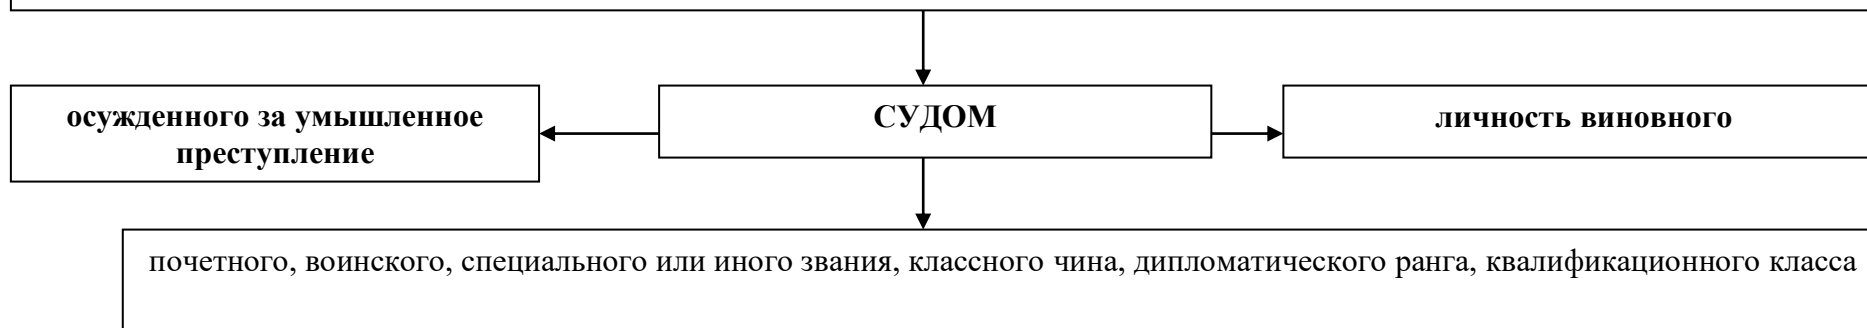 осужденного за умышленное
преступление
СУДОМ
личность виновного
почетного, воинского, специального или иного звания, классного чина, дипломатического ранга, квалификационного класса